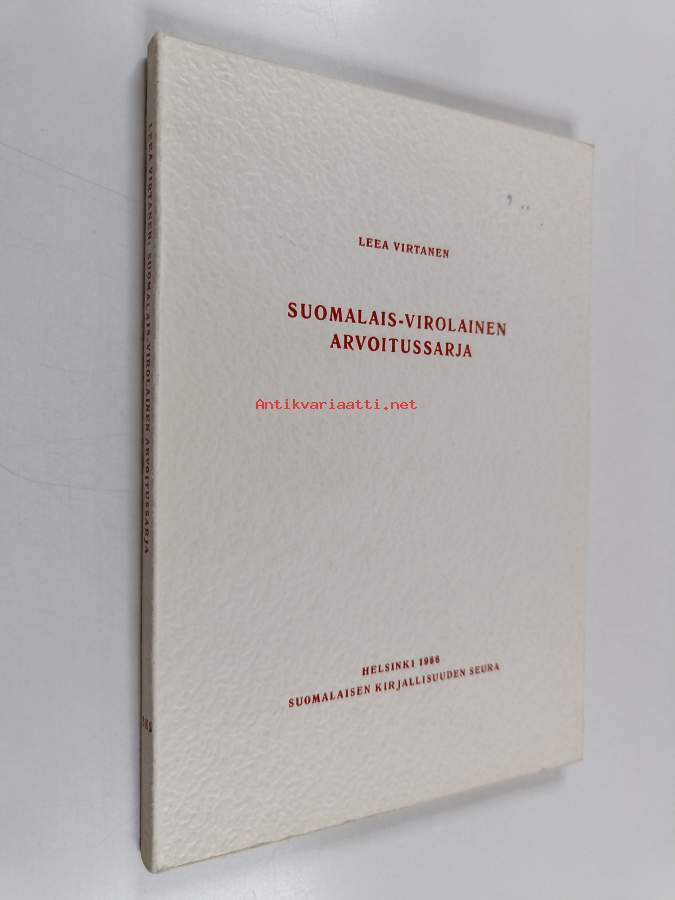 LEEA VIRTANEN
SUOMALAIS-VIROLAINEN
ARVOITUSSARJA
Antikvariaatti.net
HELSINKI 1966
SUOMALAISEN KIRJALLISUUDEN SEURA
LEEA VIRTANEN: SUOMALAIS-VIROLAINEN ARVOITUSSARJA